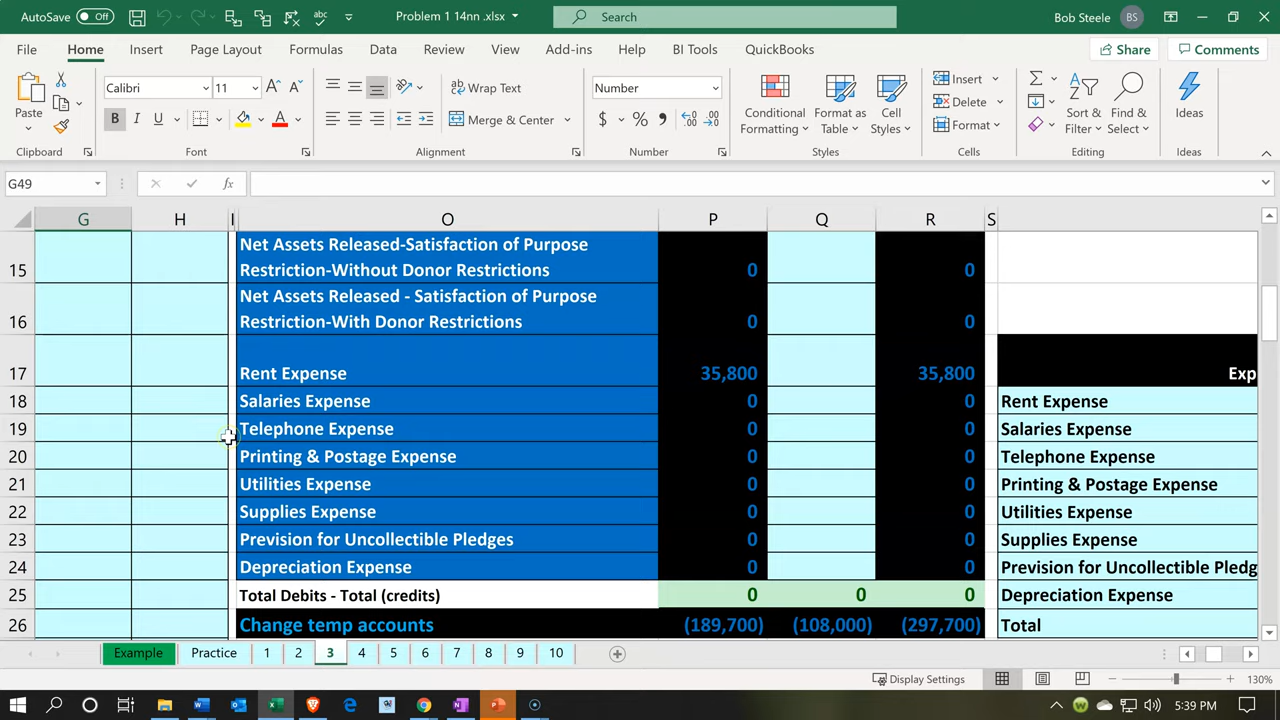 AutoSave Off Problem 1 14nn .xlsx Search Bob Steele BS
File Home Insert Page Layout Formulas Data Review View Add-ins Help BI Tools QuickBooks Share Comments
Calibri 11 Wrap Text Number Insert
Paste Merge & Center Conditional Formatting Format as Table Cell Styles Delete Format Sort & Filter Find & Select Ideas
Clipboard Font Alignment Number Styles Cells Editing Ideas
G49 fx
G H I O P Q R S
Net Assets Released-Satisfaction of Purpose
15 Restriction-Without Donor Restrictions 0 0
Net Assets Released - Satisfaction of Purpose
16 Restriction-With Donor Restrictions 0 0
17 Rent Expense 35,800 35,800 Exp
18 Salaries Expense 0 0 Rent Expense
19 Telephone Expense 0 0 Salaries Expense
20 Printing & Postage Expense 0 0 Telephone Expense
21 Utilities Expense 0 0 Printing & Postage Expense
22 Supplies Expense 0 0 Utilities Expense
23 Prevision for Uncollectible Pledges 0 0 Supplies Expense
24 Depreciation Expense 0 0 Prevision for Uncollectible Pledg
25 Total Debits - Total (credits) 0 0 0 Depreciation Expense
26 Change temp accounts (189,700) (108,000) (297,700) Total
Example Practice 1 2 3 4 5 6 7 8 9 10
Display Settings 130%
5:39 PM